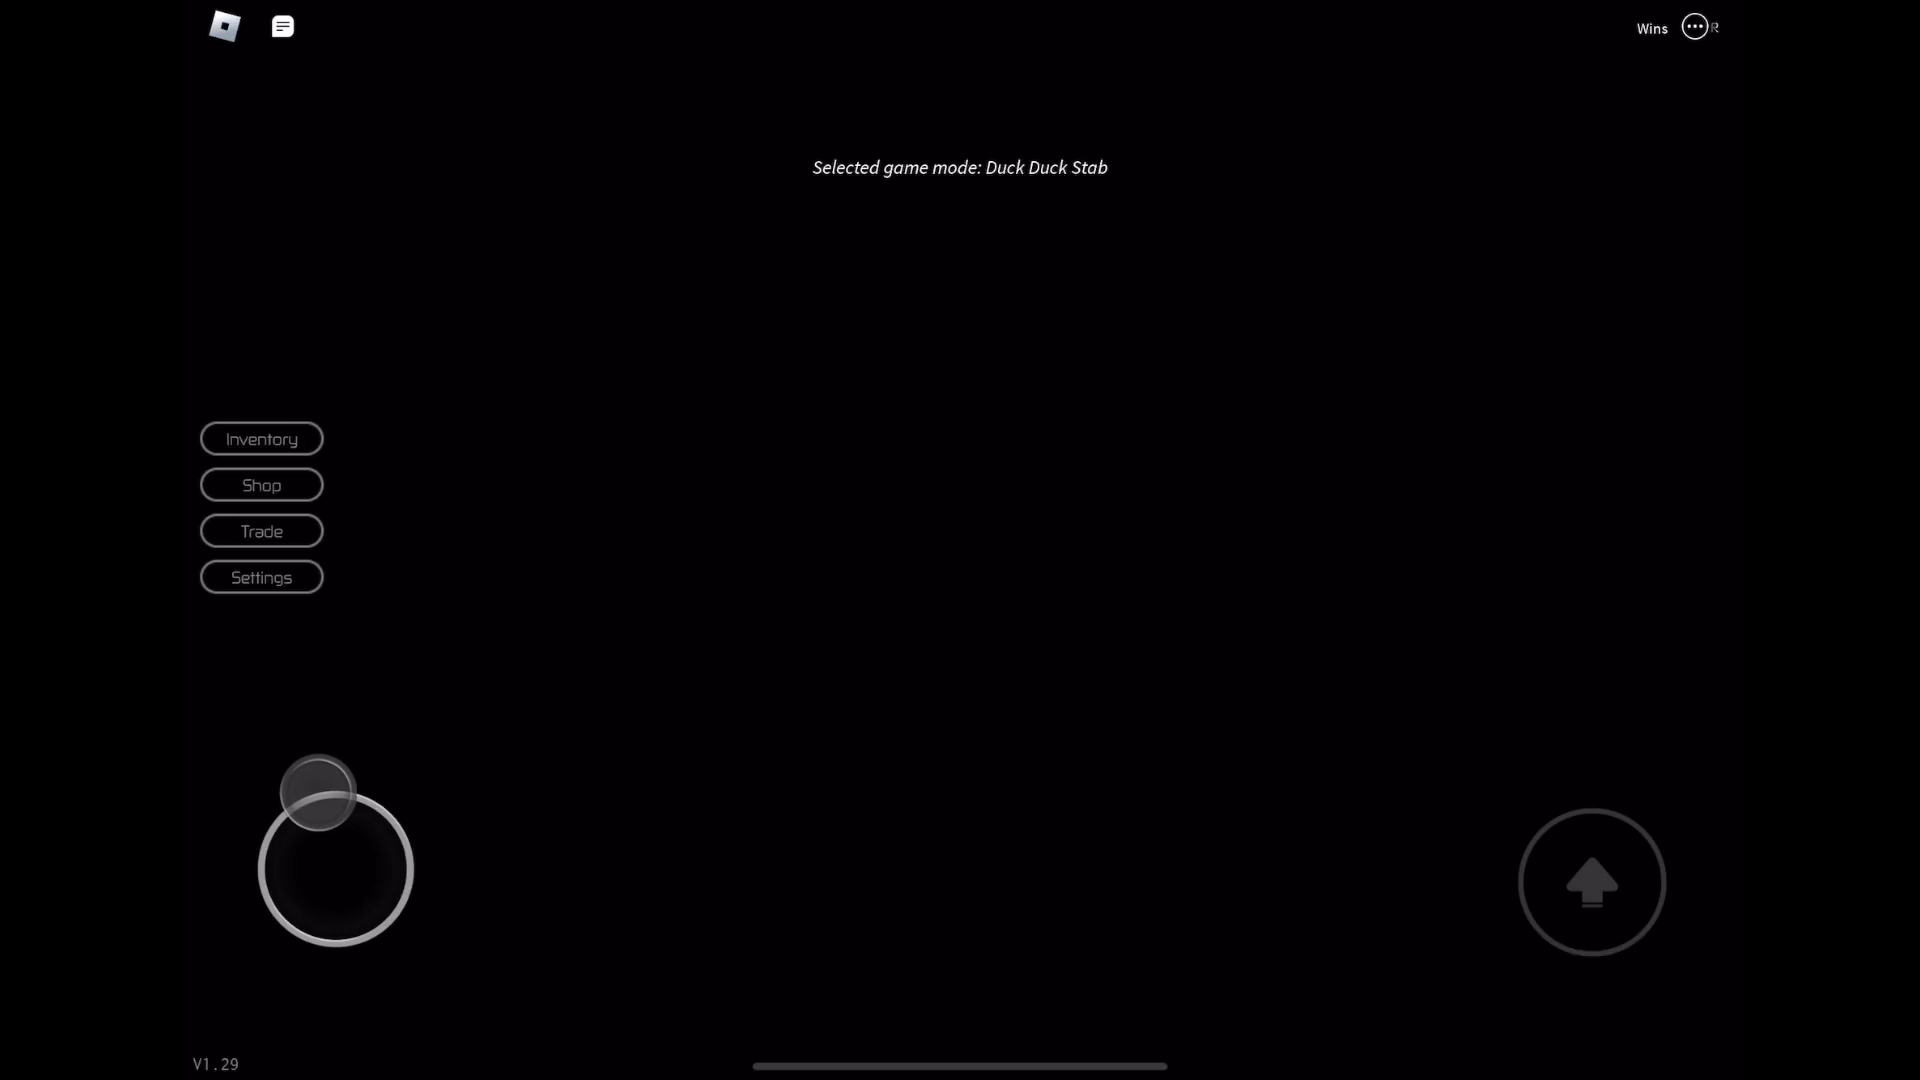 Wins
R
Selected game mode: Duck Duck Stab
Inventory
Shop
Trade
Settings
V1.29